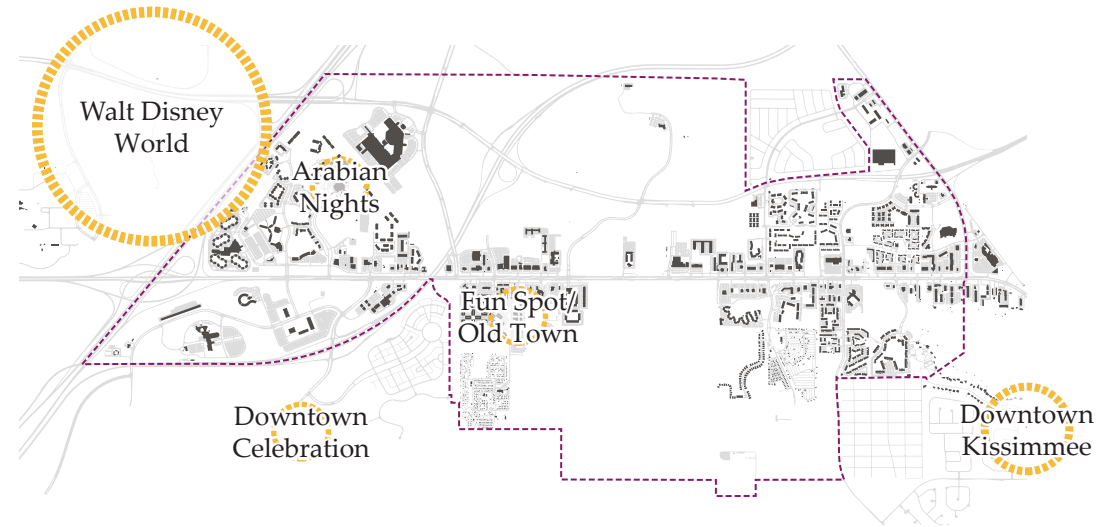 Walt Disney
World
Arabian
Nights
Fun Spot/
Old Town
Downtown
Celebration
Downtown
Kissimmee